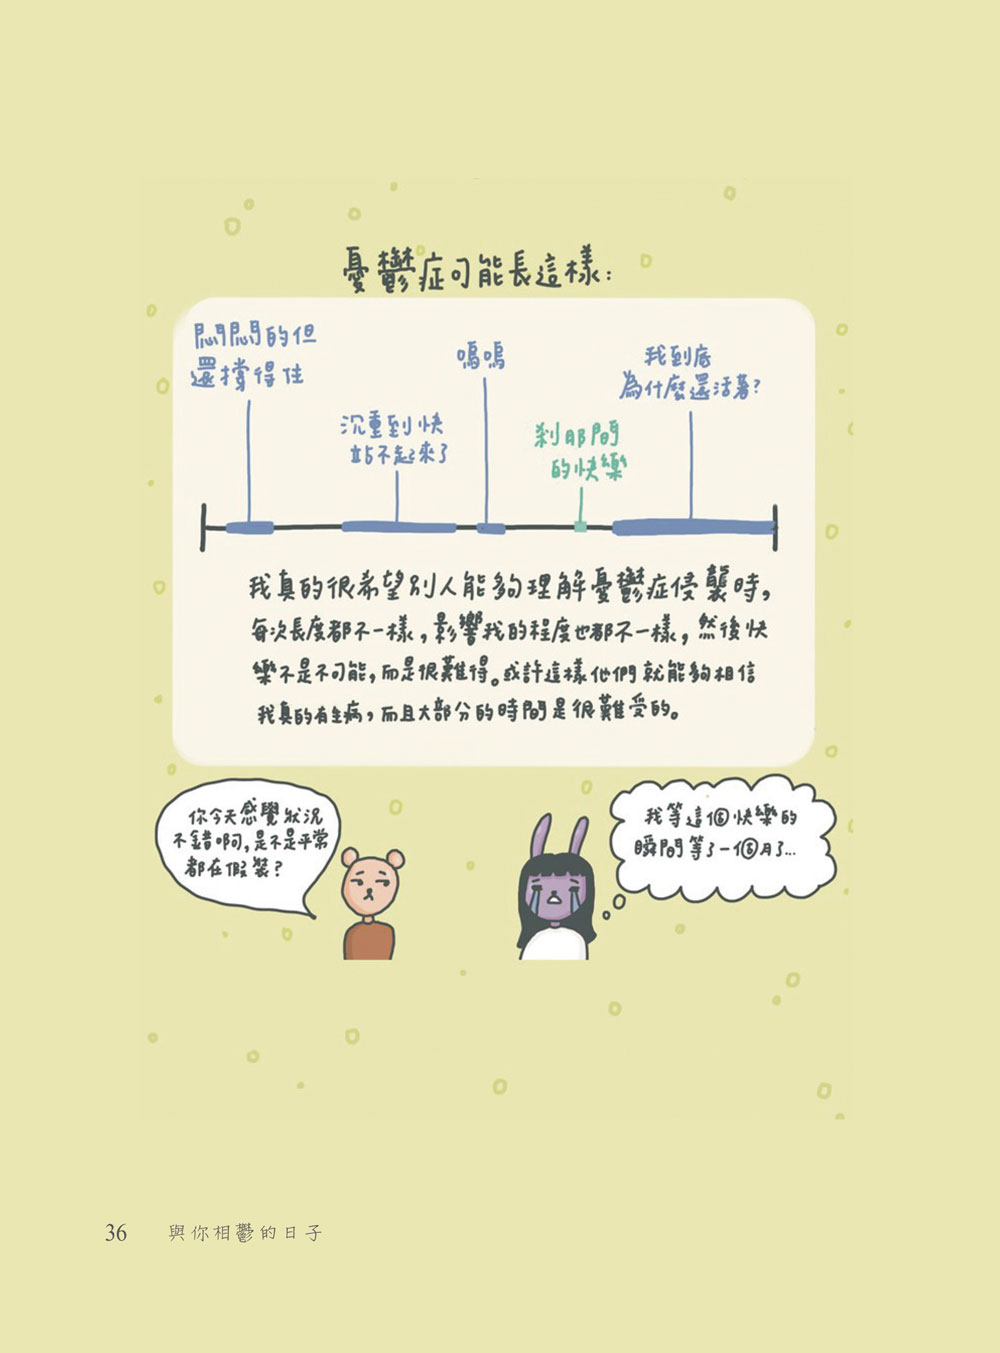 憂鬱症可能長這樣：
悶悶的但
還撐得住
沉重到快
站不起來了
嗚嗚
剎那間
的快樂
我到底
為什麼還活著？
我真的很希望別人能夠理解憂鬱症侵襲時，
每次長度都不一樣，影響我的程度也都不一樣，然後快
樂不是不可能，而是很難得。或許這樣他們就能夠相信
我真的有生病，而且大部分的時間是很難受的。
你今天感覺狀況
不錯啊，是不是平常
都在假裝？
我等這個快樂的
瞬間等了一個月了...
36 與你相鬱的日子